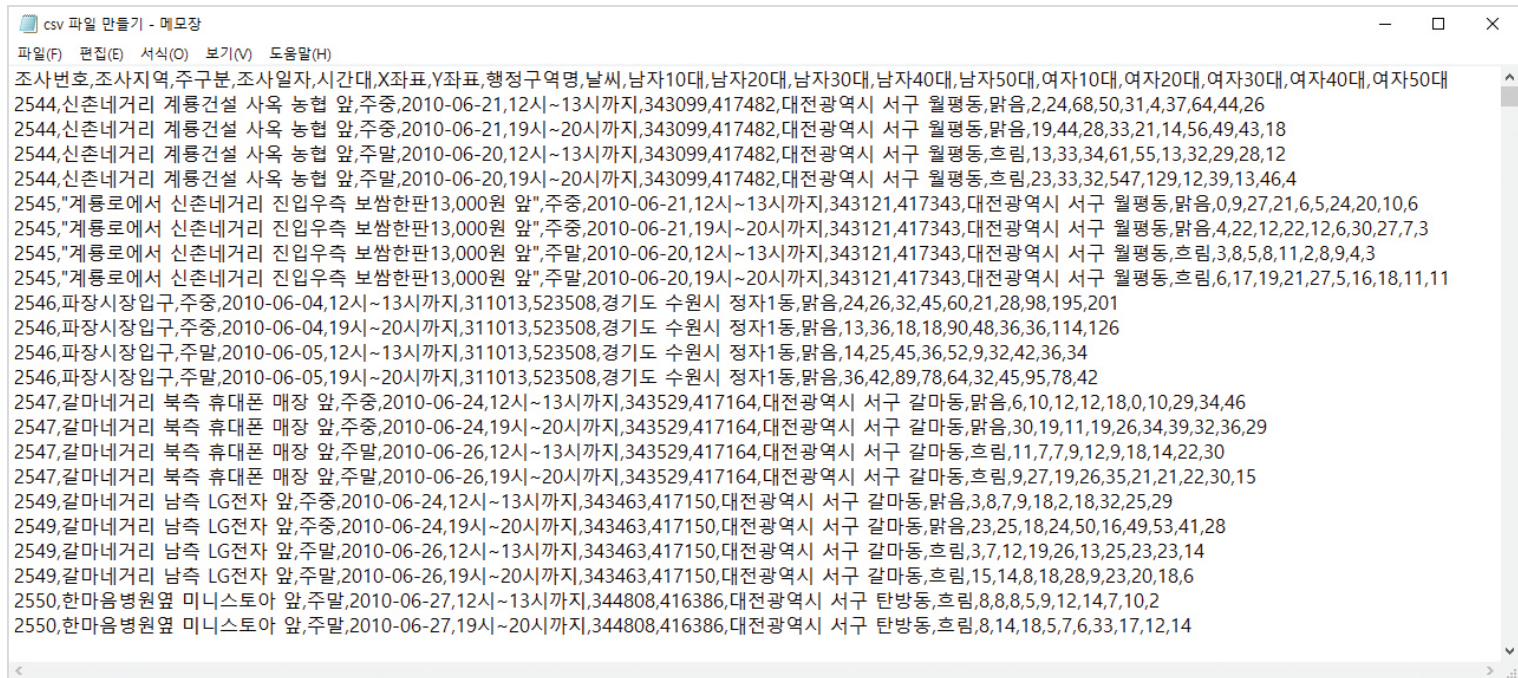 csv 파일 만들기 - 메모장
파일(F) 편집(E) 서식(O) 보기(V) 도움말(H)
조사번호,조사지역,주구분,조사일자,시간대,X좌표,Y좌표,행정구역명,날씨,남자10대,남자20대,남자30대,남자40대,남자50대,여자10대,여자20대,여자30대,여자40대,여자50대
2544,신촌네거리 계룡건설 사옥 농협 앞,주중,2010-06-21,12시~13시까지,343099,417482,대전광역시 서구 월평동,맑음,2,24,68,50,31,4,37,64,44,26
2544,신촌네거리 계룡건설 사옥 농협 앞,주중,2010-06-21,19시~20시까지,343099,417482,대전광역시 서구 월평동,맑음,19,44,28,33,21,14,56,49,43,18
2544,신촌네거리 계룡건설 사옥 농협 앞,주말,2010-06-20,12시~13시까지,343099,417482,대전광역시 서구 월평동,흐림,13,33,34,61,55,13,32,29,28,12
2544,신촌네거리 계룡건설 사옥 농협 앞,주말,2010-06-20,19시~20시까지,343099,417482,대전광역시 서구 월평동,흐림,23,33,32,547,129,12,39,13,46,4
2545,"계룡로에서 신촌네거리 진입우측 보쌈한판13,000원 앞",주중,2010-06-21,12시~13시까지,343121,417343,대전광역시 서구 월평동,맑음,0,9,27,21,6,5,24,20,10,6
2545,"계룡로에서 신촌네거리 진입우측 보쌈한판13,000원 앞",주중,2010-06-21,19시~20시까지,343121,417343,대전광역시 서구 월평동,맑음,4,22,12,22,12,6,30,27,7,3
2545,"계룡로에서 신촌네거리 진입우측 보쌈한판13,000원 앞",주말,2010-06-20,12시~13시까지,343121,417343,대전광역시 서구 월평동,흐림,3,8,5,8,11,2,8,9,4,3
2545,"계룡로에서 신촌네거리 진입우측 보쌈한판13,000원 앞",주말,2010-06-20,19시~20시까지,343121,417343,대전광역시 서구 월평동,흐림,6,17,19,21,27,5,16,18,11,11
2546,파장시장입구,주중,2010-06-04,12시~13시까지,311013,523508,경기도 수원시 정자1동,맑음,24,26,32,45,60,21,28,98,195,201
2546,파장시장입구,주중,2010-06-04,19시~20시까지,311013,523508,경기도 수원시 정자1동,맑음,13,36,18,18,90,48,36,36,114,126
2546,파장시장입구,주말,2010-06-05,12시~13시까지,311013,523508,경기도 수원시 정자1동,맑음,14,25,45,36,52,9,32,42,36,34
2546,파장시장입구,주말,2010-06-05,19시~20시까지,311013,523508,경기도 수원시 정자1동,맑음,36,42,89,78,64,32,45,95,78,42
2547,갈마네거리 북측 휴대폰 매장 앞,주중,2010-06-24,12시~13시까지,343529,417164,대전광역시 서구 갈마동,맑음,6,10,12,12,18,0,10,29,34,46
2547,갈마네거리 북측 휴대폰 매장 앞,주중,2010-06-24,19시~20시까지,343529,417164,대전광역시 서구 갈마동,맑음,30,19,11,19,26,34,39,32,36,29
2547,갈마네거리 북측 휴대폰 매장 앞,주말,2010-06-26,12시~13시까지,343529,417164,대전광역시 서구 갈마동,흐림,11,7,7,9,12,9,18,14,22,30
2547,갈마네거리 북측 휴대폰 매장 앞,주말,2010-06-26,19시~20시까지,343529,417164,대전광역시 서구 갈마동,흐림,9,27,19,26,35,21,21,22,30,15
2549,갈마네거리 남측 LG전자 앞,주중,2010-06-24,12시~13시까지,343463,417150,대전광역시 서구 갈마동,맑음,3,8,7,9,18,2,18,32,25,29
2549,갈마네거리 남측 LG전자 앞,주중,2010-06-24,19시~20시까지,343463,417150,대전광역시 서구 갈마동,맑음,23,25,18,24,50,16,49,53,41,28
2549,갈마네거리 남측 LG전자 앞,주말,2010-06-26,12시~13시까지,343463,417150,대전광역시 서구 갈마동,흐림,3,7,12,19,26,13,25,23,23,14
2549,갈마네거리 남측 LG전자 앞,주말,2010-06-26,19시~20시까지,343463,417150,대전광역시 서구 갈마동,흐림,15,14,8,18,28,9,23,20,18,6
2550,한마음병원옆 미니스토아 앞,주말,2010-06-27,12시~13시까지,344808,416386,대전광역시 서구 탄방동,흐림,8,8,8,5,9,12,14,7,10,2
2550,한마음병원옆 미니스토아 앞,주말,2010-06-27,19시~20시까지,344808,416386,대전광역시 서구 탄방동,흐림,8,14,18,5,7,6,33,17,12,14